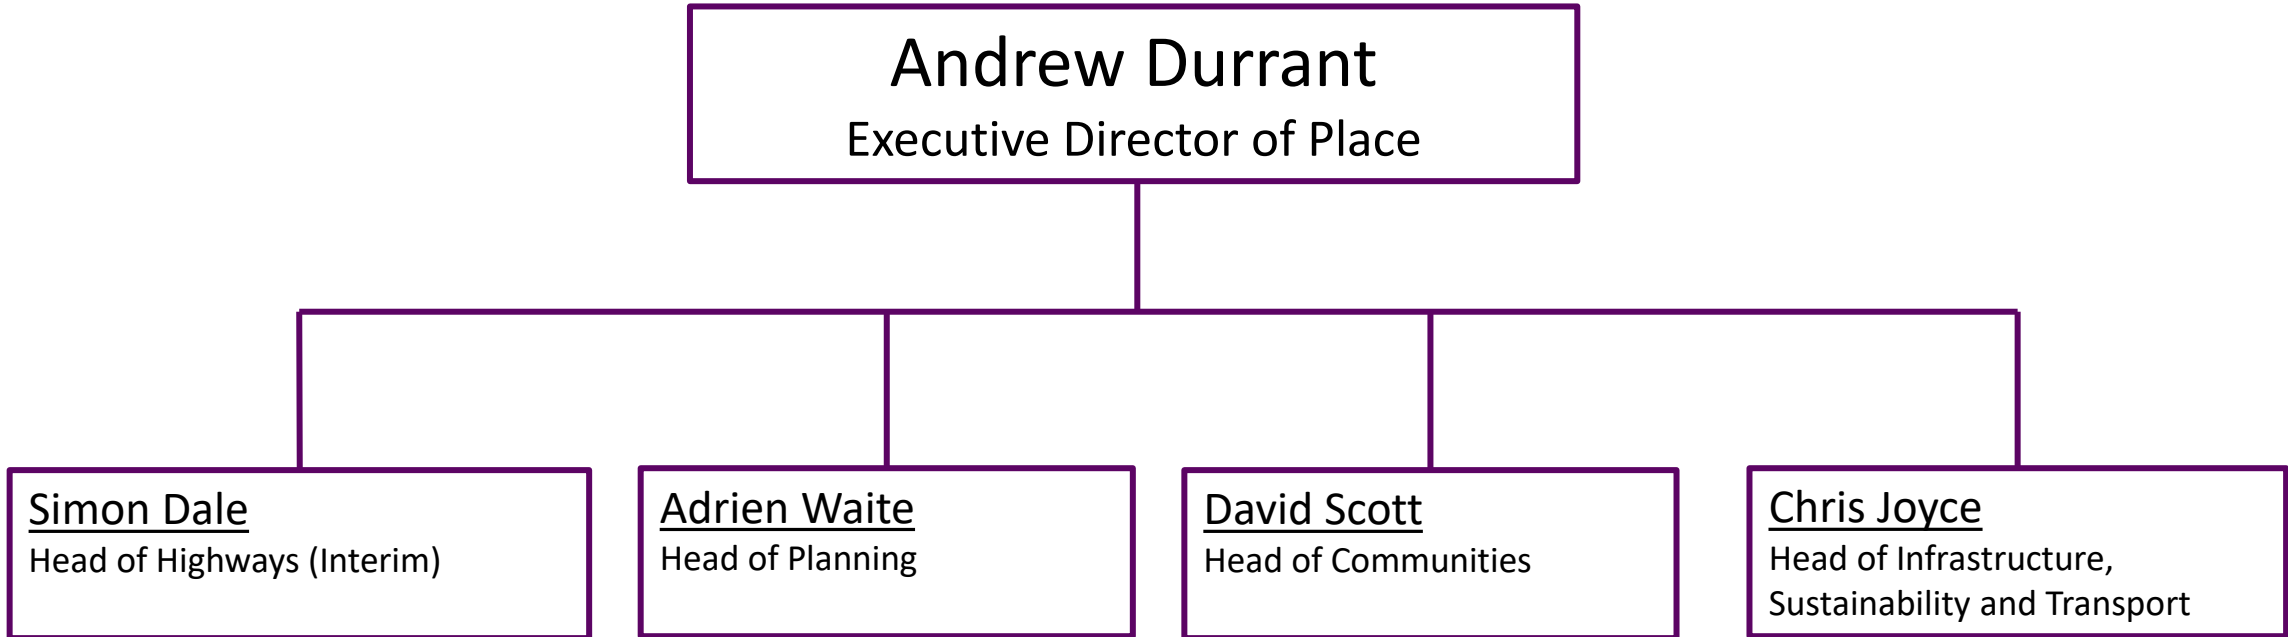 Andrew Durrant
Executive Director of Place
Simon Dale
Head of Highways (Interim)
Adrien Waite
Head of Planning
David Scott
Head of Communities
Chris Joyce
Head of Infrastructure,
Sustainability and Transport